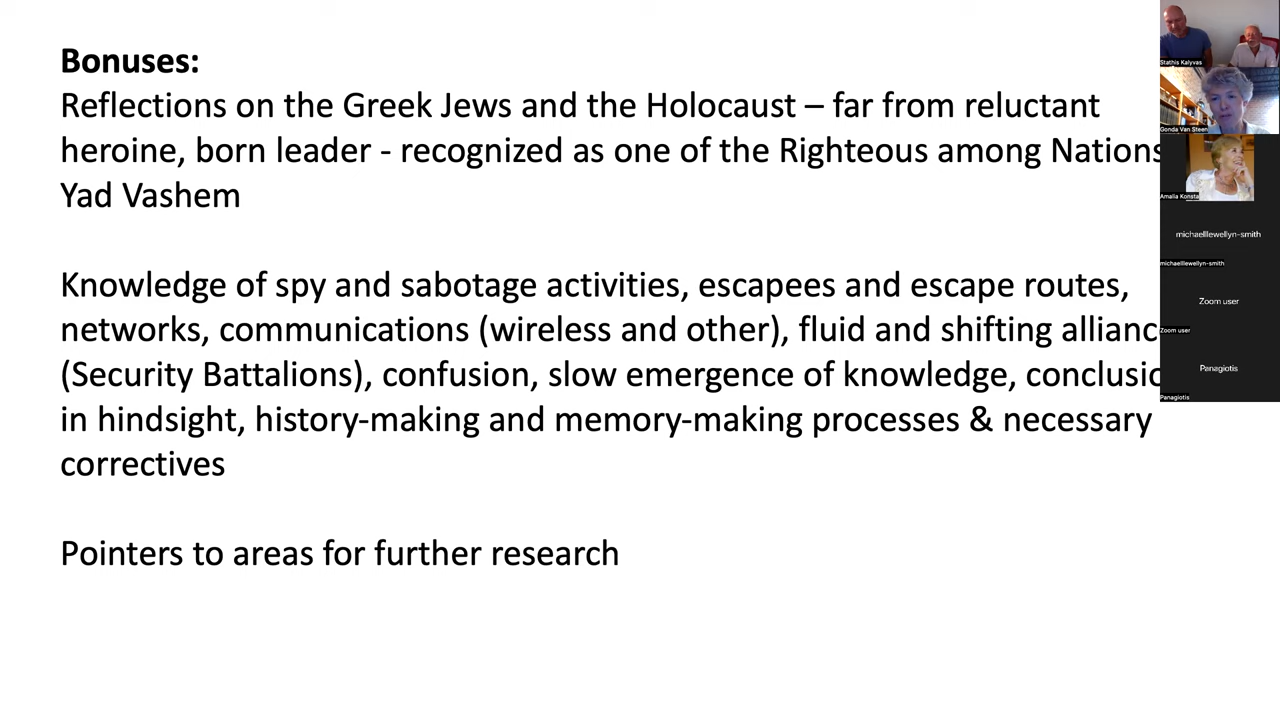 Bonuses:
Reflections on the Greek Jews and the Holocaust – far from reluctant
heroine, born leader - recognized as one of the Righteous among Nations
Yad Vashem
Knowledge of spy and sabotage activities, escapees and escape routes,
networks, communications (wireless and other), fluid and shifting allianc
(Security Battalions), confusion, slow emergence of knowledge, conclusio
in hindsight, history-making and memory-making processes & necessary
correctives
Pointers to areas for further research
Stathis Kalyvas
Gonda Van Steen
Amalia Konsta
michaelllewellyn-smith
michaelllewellyn-smith
Zoom user
Zoom user
Panagiotis
Panagiotis